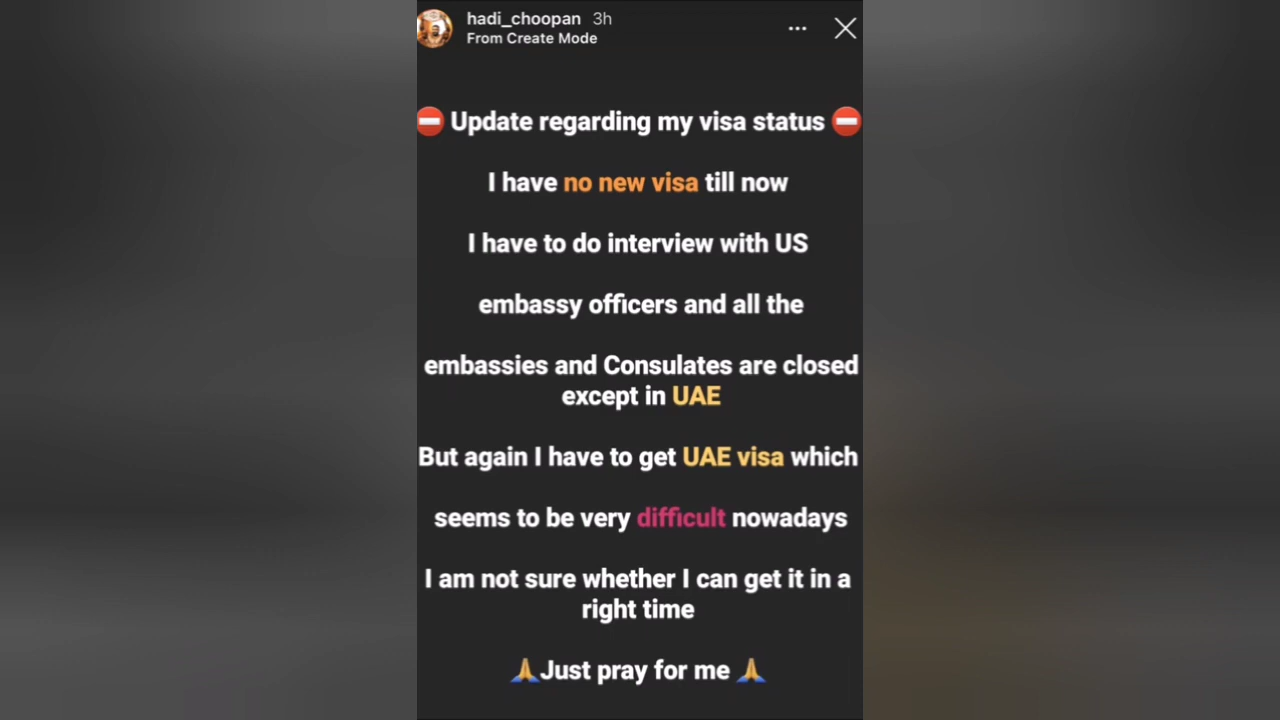 hadi_choopan 3h
From Create Mode
⛔ Update regarding my visa status ⛔
I have no new visa till now
I have to do interview with US
embassy officers and all the
embassies and Consulates are closed
except in UAE
But again I have to get UAE visa which
seems to be very difficult nowadays
I am not sure whether I can get it in a
right time
🙏Just pray for me 🙏